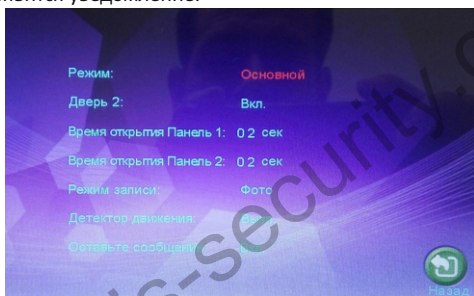 уведомление.
Режим: Основной
Дверь 2: Вкл.
Время открытия Панель 1: 02 сек
Время открытия Панель 2: 02 сек
Режим записи: Фото
Детектор движения:
Оставьте сообщение
Назад